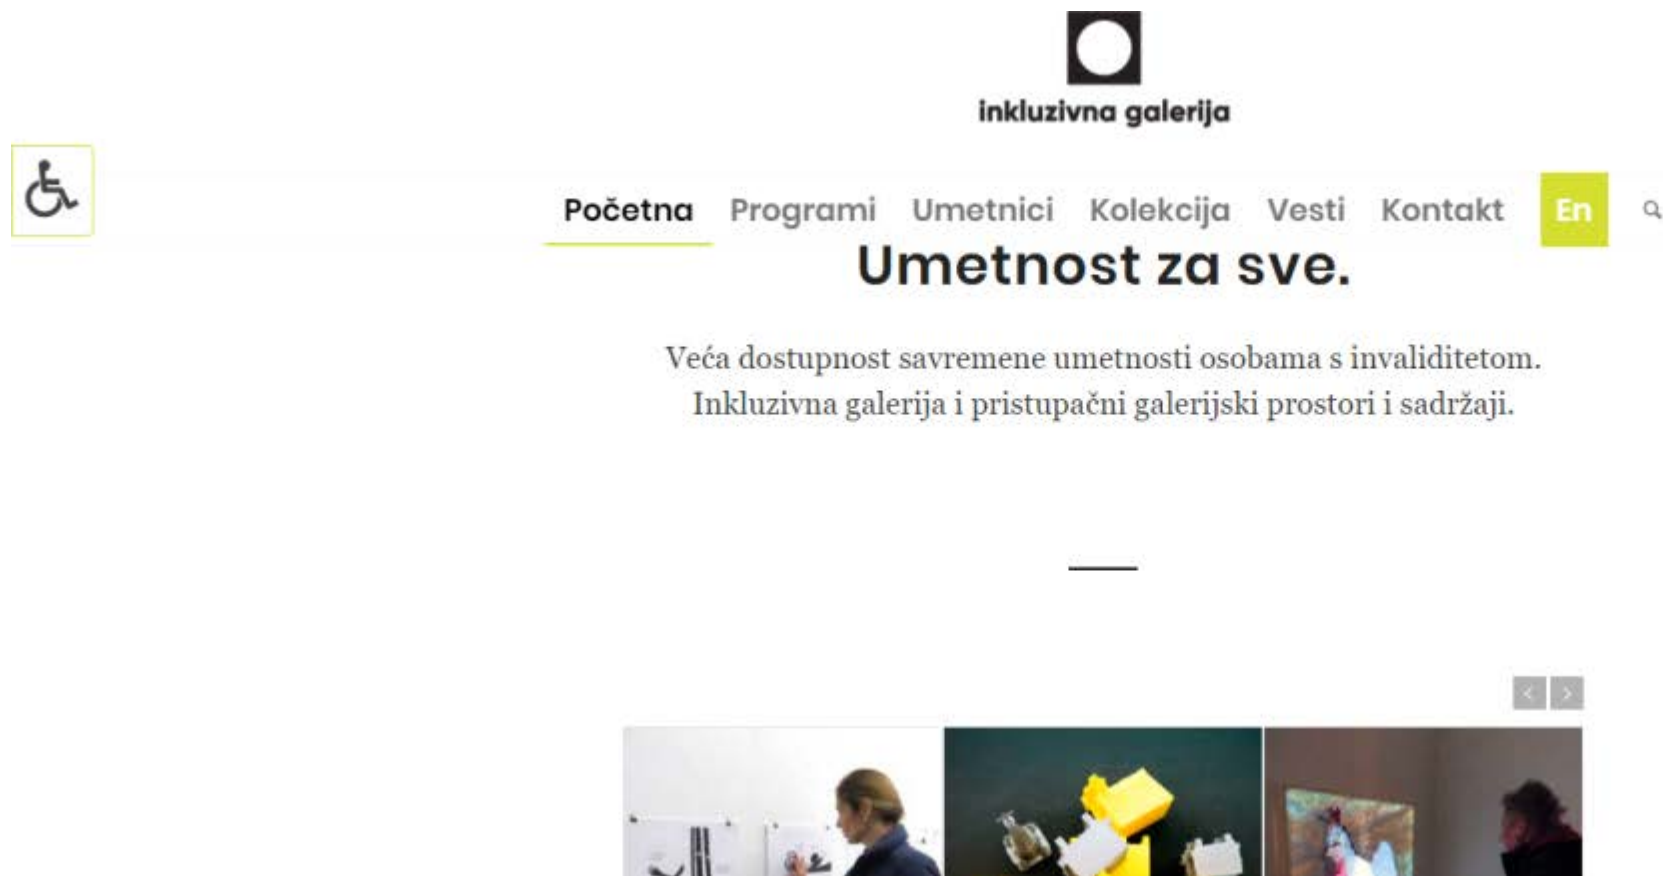 inkluzivna galerija
Početna Programi Umetnici Kolekcija Vesti Kontakt En
Umetnost za sve.
Veća dostupnost savremene umetnosti osobama s invaliditetom.
Inkluzivna galerija i pristupačni galerijski prostori i sadržaji.